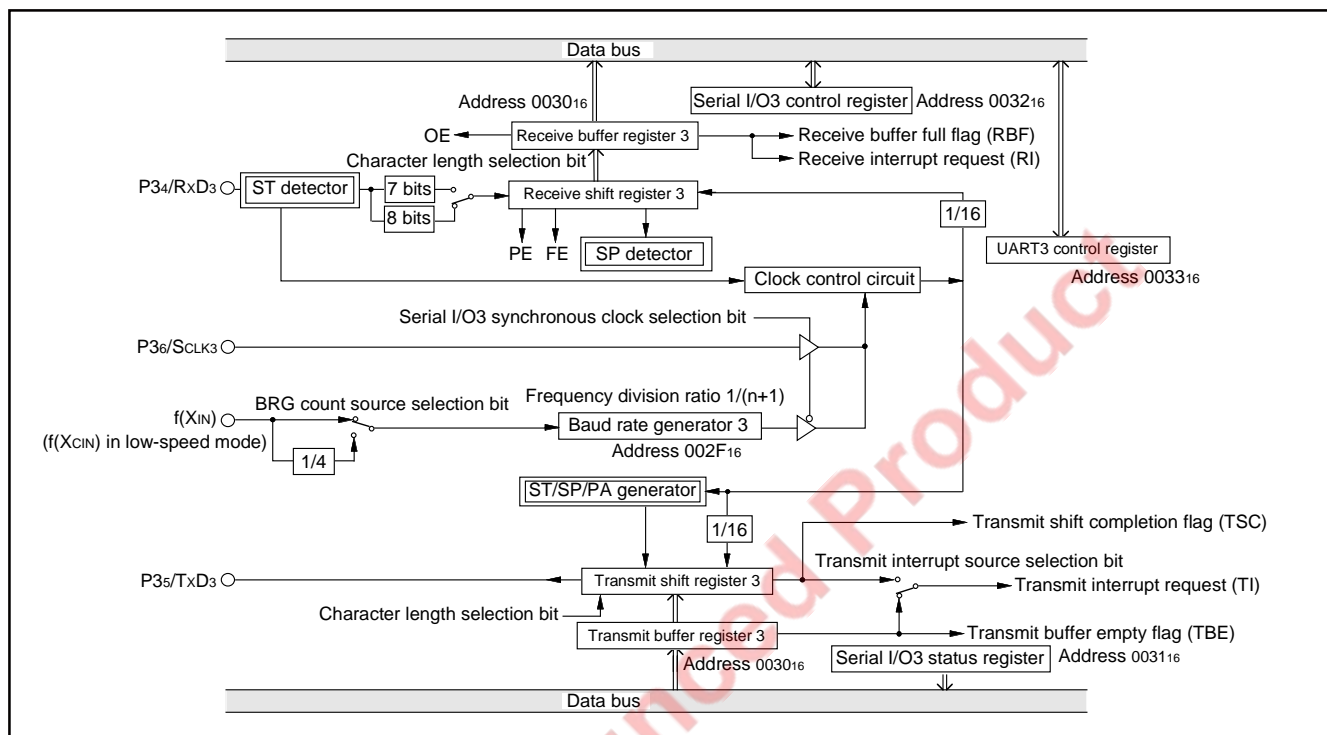 Data bus
Address 0030₁₆
Serial I/O3 control register
Address 0032₁₆
OE
Receive buffer register 3
Receive buffer full flag (RBF)
Receive interrupt request (RI)
Character length selection bit
P3₄/RXD₃
ST detector
7 bits
8 bits
Receive shift register 3
1/16
PE
FE
SP detector
UART3 control register
Address 0033₁₆
Clock control circuit
Serial I/O3 synchronous clock selection bit
P3₆/SCLK3
f(XIN)
(f(XCIN) in low-speed mode)
BRG count source selection bit
1/4
Frequency division ratio 1/(n+1)
Baud rate generator 3
Address 002F₁₆
ST/SP/PA generator
1/16
Transmit shift completion flag (TSC)
Transmit interrupt source selection bit
P3₅/TXD₃
Transmit shift register 3
Transmit interrupt request (TI)
Character length selection bit
Transmit buffer register 3
Transmit buffer empty flag (TBE)
Address 0030₁₆
Serial I/O3 status register
Address 0031₁₆
Data bus
unced Product